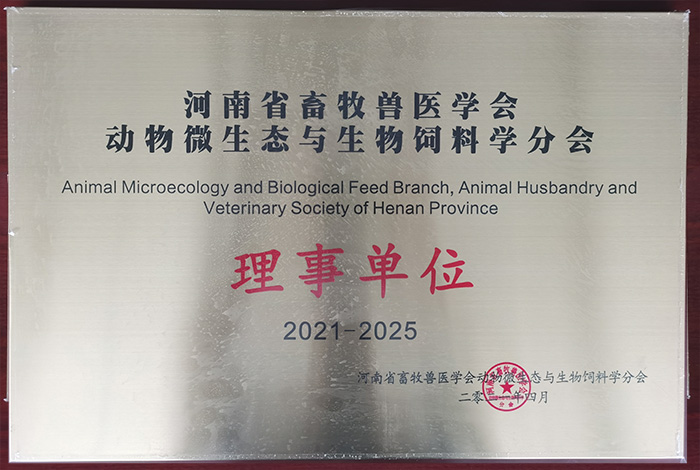 河南省畜牧兽医学会
动物微生态与生物饲料学分会
Animal Microecology and Biological Feed Branch, Animal Husbandry and
Veterinary Society of Henan Province
理事单位
2021-2025
河南省畜牧兽医学会动物微生态与生物饲料学分会
二〇二一年四月